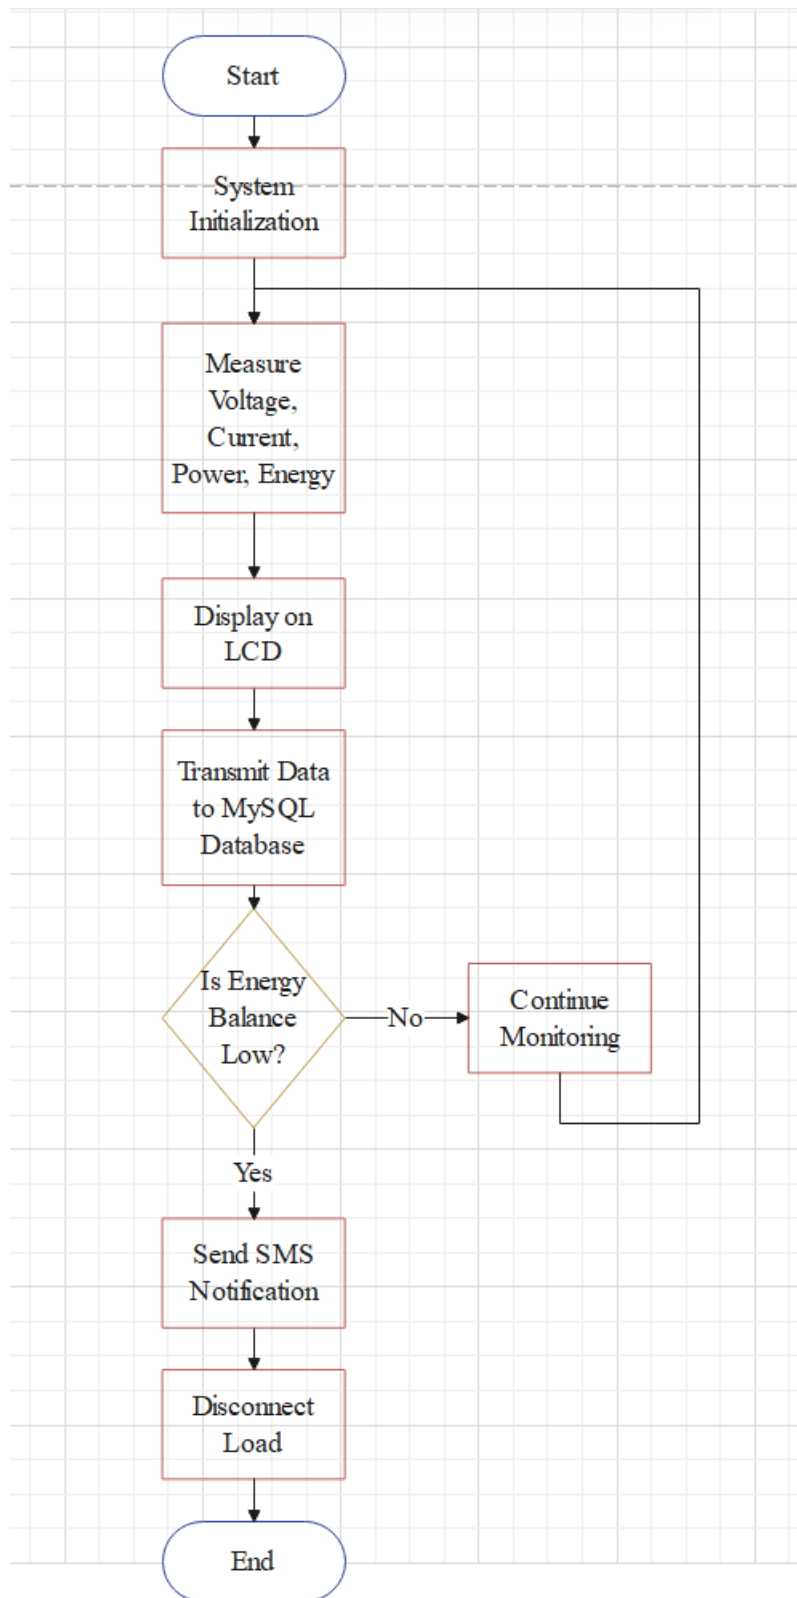 Start
System
Initialization
Measure
Voltage,
Current,
Power, Energy
Display on
LCD
Transmit Data
to MySQL
Database
Is Energy
Balance
Low?
No
Continue
Monitoring
Yes
Send SMS
Notification
Disconnect
Load
End